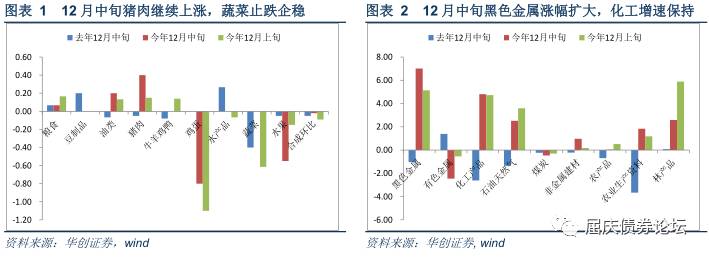 图表 1 12月中旬猪肉继续上涨，蔬菜止跌企稳
去年12月中旬 今年12月中旬 今年12月上旬
0.60
0.40
0.20
0.00
-0.20
-0.40
-0.60
-0.80
-1.00
-1.20
粮食
豆制品
油类
猪肉
牛羊鸡鸭
鸡蛋
水产品
蔬菜
水果
合成环比
资料来源：华创证券，wind
图表 2 12月中旬黑色金属涨幅扩大，化工增速保持
去年12月中旬 今年12月中旬 今年12月上旬
8.00
6.00
4.00
2.00
0.00
-2.00
-4.00
-6.00
黑色金属
有色金属
化工产品
石油天然气
煤炭
非金属建材
农产品
农业生产资料
林产品
资料来源：华创证券, wind
屈庆债券论坛